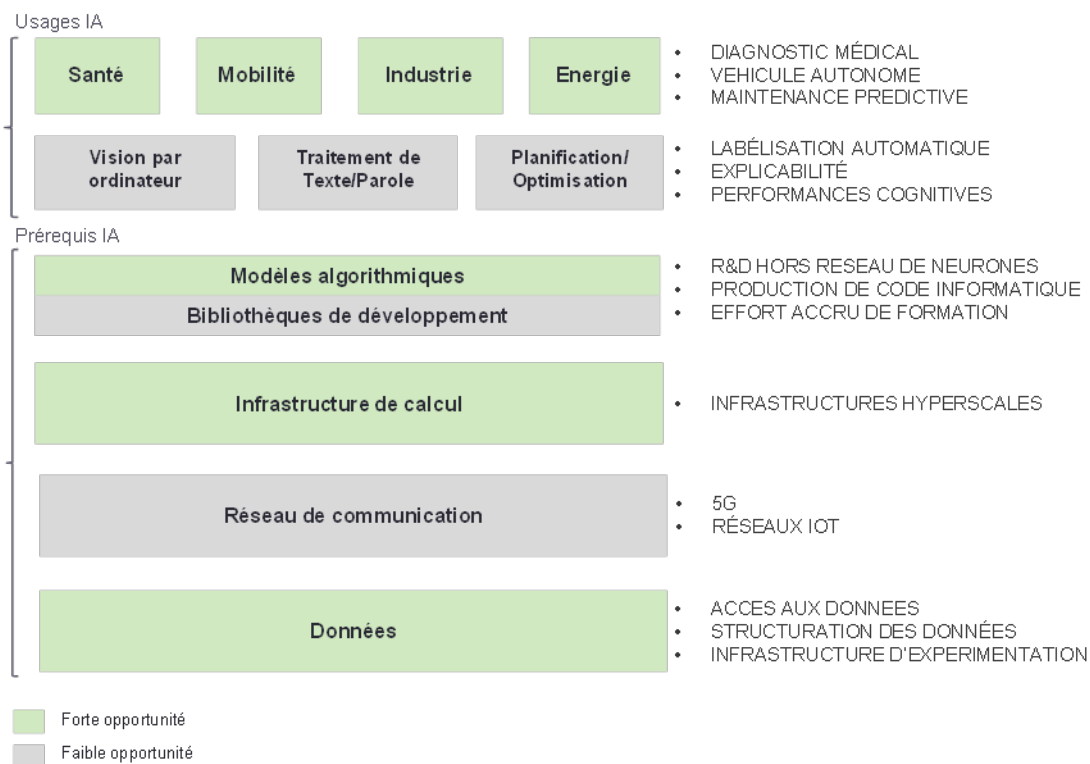 Usages IA
Santé
Mobilité
Industrie
Energie
• DIAGNOSTIC MÉDICAL
• VEHICULE AUTONOME
• MAINTENANCE PREDICTIVE
Vision par
ordinateur
Traitement de
Texte/Parole
Planification/
Optimisation
• LABÉLISATION AUTOMATIQUE
• EXPLICABILITÉ
• PERFORMANCES COGNITIVES
Prérequis IA
Modèles algorithmiques
Bibliothèques de développement
• R&D HORS RESEAU DE NEURONES
• PRODUCTION DE CODE INFORMATIQUE
• EFFORT ACCRU DE FORMATION
Infrastructure de calcul
• INFRASTRUCTURES HYPERSCALES
Réseau de communication
• 5G
• RÉSEAUX IOT
Données
• ACCES AUX DONNEES
• STRUCTURATION DES DONNÉES
• INFRASTRUCTURE D'EXPERIMENTATION
Forte opportunité
Faible opportunité